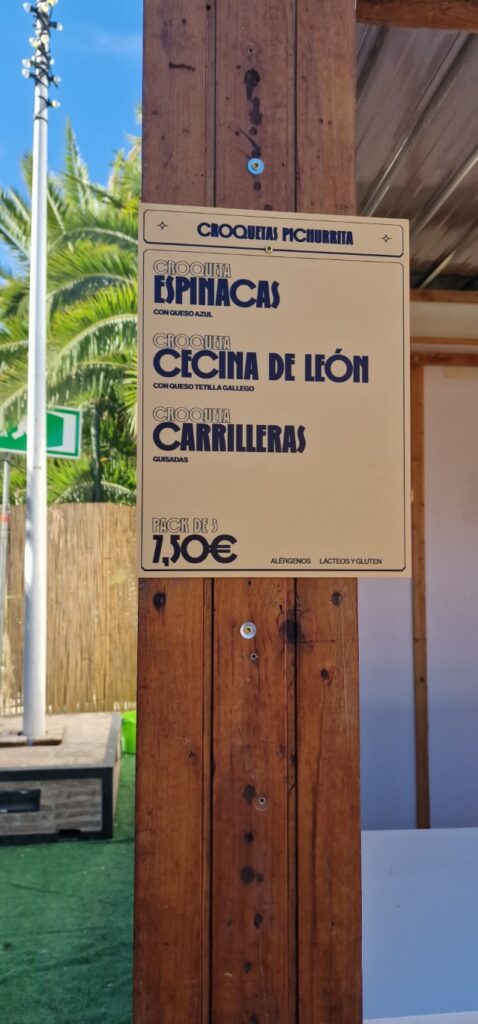 CROQUETAS PICHURRITA
CROQUETA
ESPINACAS
CON QUESO AZUL
CROQUETA
CECINA DE LEÓN
CON QUESO TETILLA GALLEGO
CROQUETA
CARRILLERAS
GUISADAS
PACK DE 3
7,50€
ALÉRGENOS LÁCTEOS Y GLUTEN